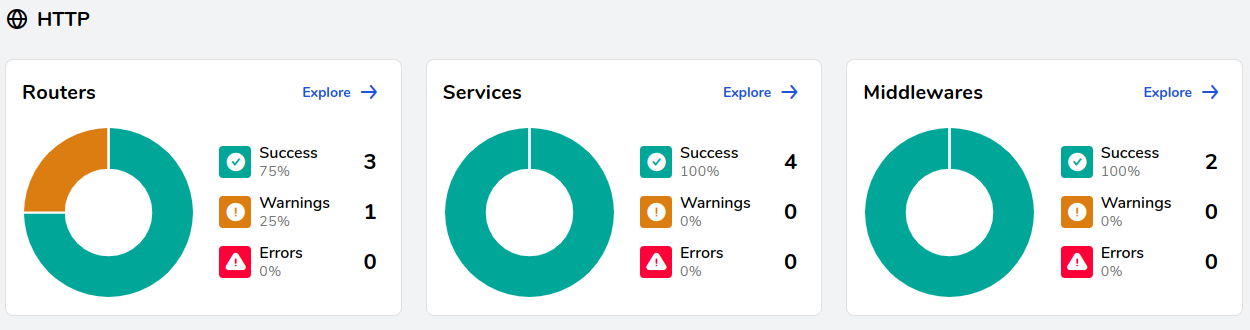 HTTP
Routers
Explore
Success
75%
3
Warnings
25%
1
Errors
0%
0
Services
Explore
Success
100%
4
Warnings
0%
0
Errors
0%
0
Middlewares
Explore
Success
100%
2
Warnings
0%
0
Errors
0%
0